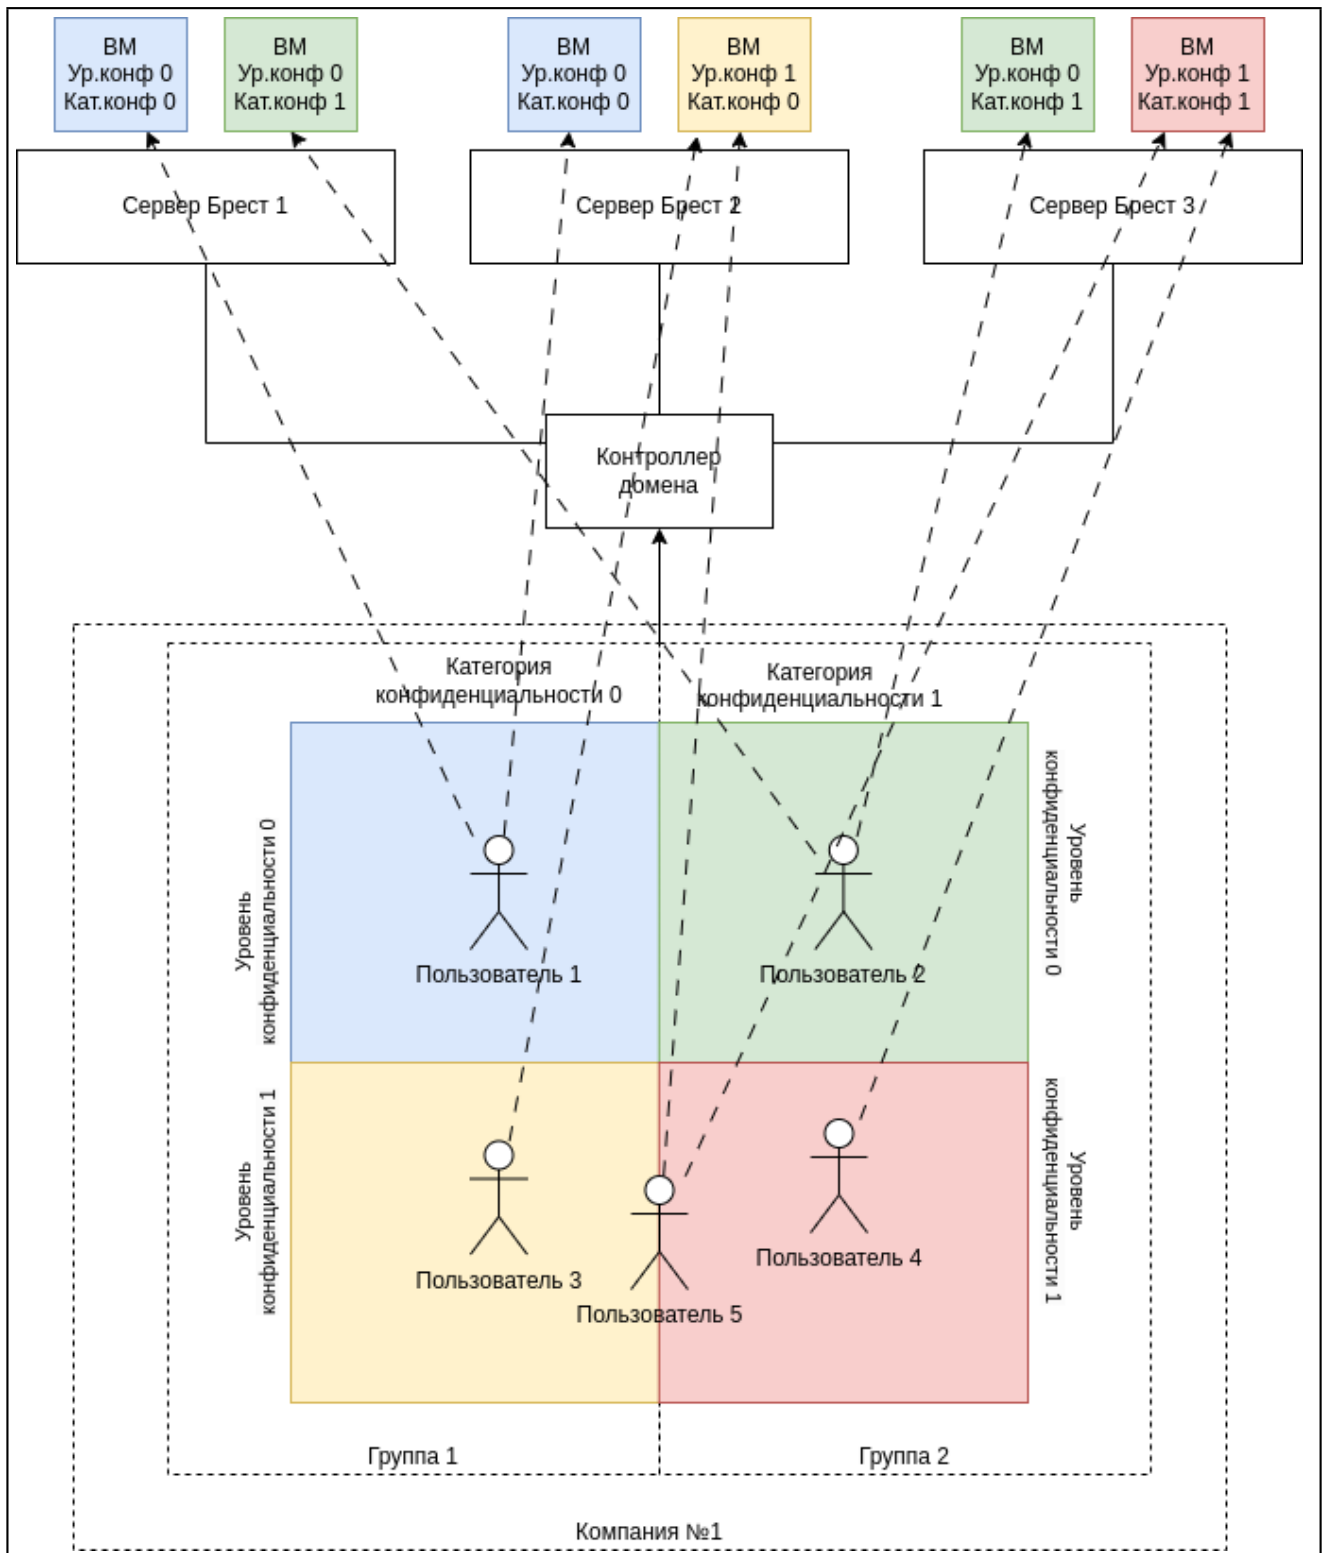 ВМ
Ур.конф 0
Кат.конф 0
ВМ
Ур.конф 0
Кат.конф 1
ВМ
Ур.конф 0
Кат.конф 0
ВМ
Ур.конф 1
Кат.конф 0
ВМ
Ур.конф 0
Кат.конф 1
ВМ
Ур.конф 1
Кат.конф 1
Сервер Брест 1
Сервер Брест 2
Сервер Брест 3
Контроллер
домена
Категория
конфиденциальности 0
Категория
конфиденциальности 1
Уровень
конфиденциальности 0
Уровень
конфиденциальности 0
Пользователь 1
Пользователь 2
Уровень
конфиденциальности 1
Уровень
конфиденциальности 1
Пользователь 3
Пользователь 4
Пользователь 5
Группа 1
Группа 2
Компания №1